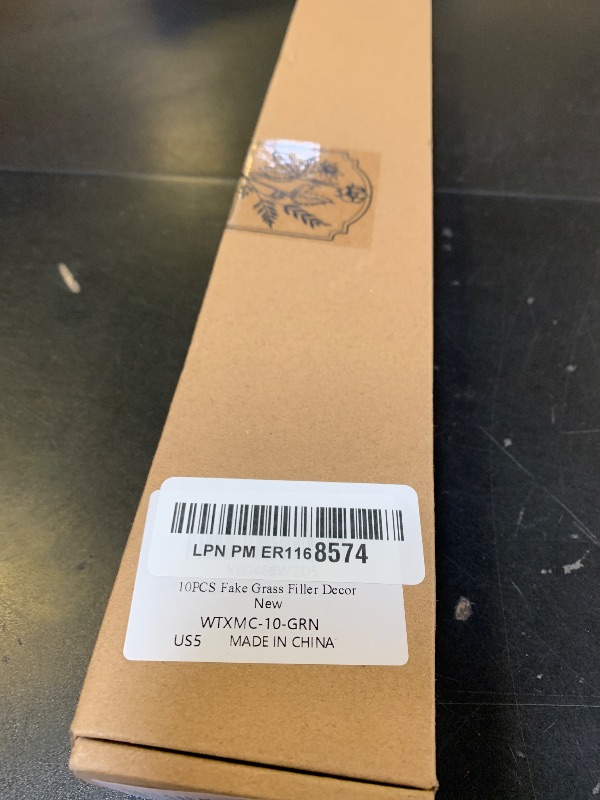 LPN PM ER1168574
10PCS Fake Grass Filler Decor
New
WTXMC-10-GRN
US5 MADE IN CHINA